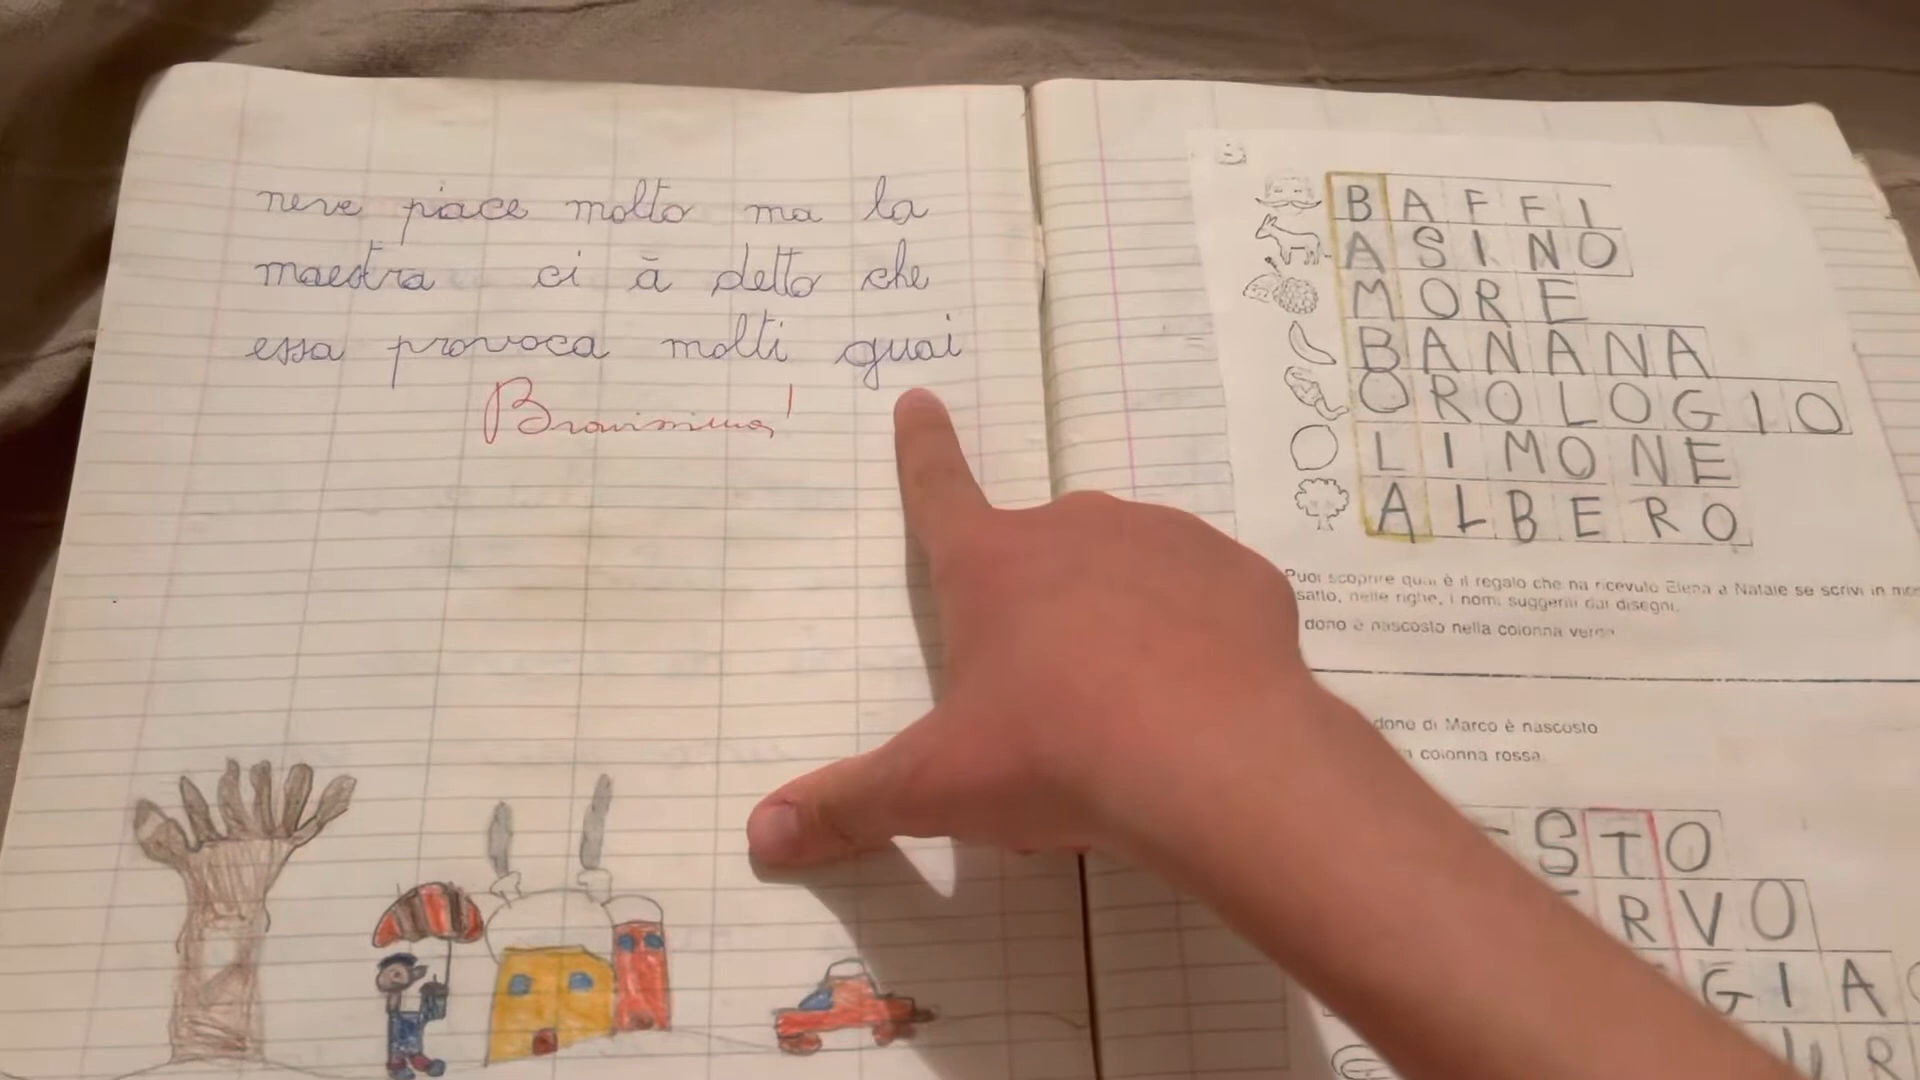 neve piace molto ma la
maestra ci à detto che
essa provoca molti guai
Bravissima!
BAFFI
ASINO
MORE
BANANA
OROLOGIO
LIMONE
ALBERO
Puoi scoprire qual è il regalo che ha ricevuto Elena a Natale se scrivi in
satto, nelle righe, i nomi suggeriti dai disegni.
dono è nascosto nella colonna verde
dono di Marco è nascosto
colonna rossa
STO
RVO
GIA
UR